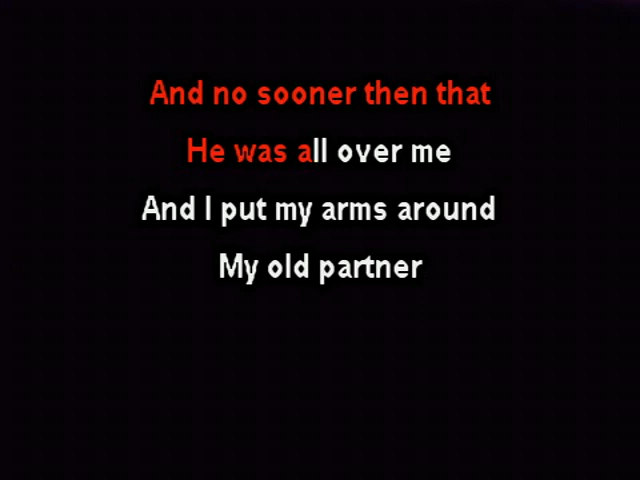 And no sooner then that
He was all over me
And I put my arms around
My old partner